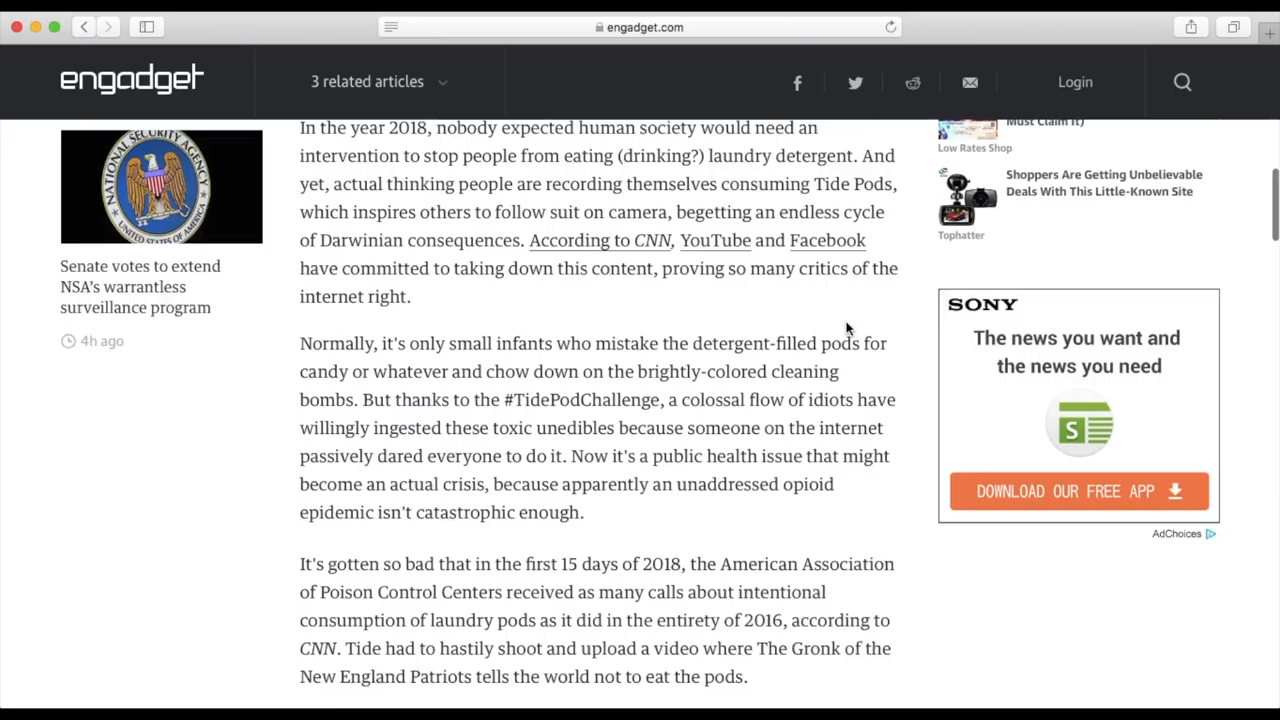 engadget.com
engadget
3 related articles
Login
NATIONAL SECURITY AGENCY
UNITED STATES OF AMERICA
Senate votes to extend
NSA's warrantless
surveillance program
4h ago
In the year 2018, nobody expected human society would need an
intervention to stop people from eating (drinking?) laundry detergent. And
yet, actual thinking people are recording themselves consuming Tide Pods,
which inspires others to follow suit on camera, begetting an endless cycle
of Darwinian consequences. According to CNN, YouTube and Facebook
have committed to taking down this content, proving so many critics of the
internet right.
Normally, it's only small infants who mistake the detergent-filled pods for
candy or whatever and chow down on the brightly-colored cleaning
bombs. But thanks to the #TidePodChallenge, a colossal flow of idiots have
willingly ingested these toxic unedibles because someone on the internet
passively dared everyone to do it. Now it's a public health issue that might
become an actual crisis, because apparently an unaddressed opioid
epidemic isn't catastrophic enough.
It's gotten so bad that in the first 15 days of 2018, the American Association
of Poison Control Centers received as many calls about intentional
consumption of laundry pods as it did in the entirety of 2016, according to
CNN. Tide had to hastily shoot and upload a video where The Gronk of the
New England Patriots tells the world not to eat the pods.
Must Claim It)
Low Rates Shop
Shoppers Are Getting Unbelievable
Deals With This Little-Known Site
Tophatter
SONY
The news you want and
the news you need
S
DOWNLOAD OUR FREE APP
AdChoices